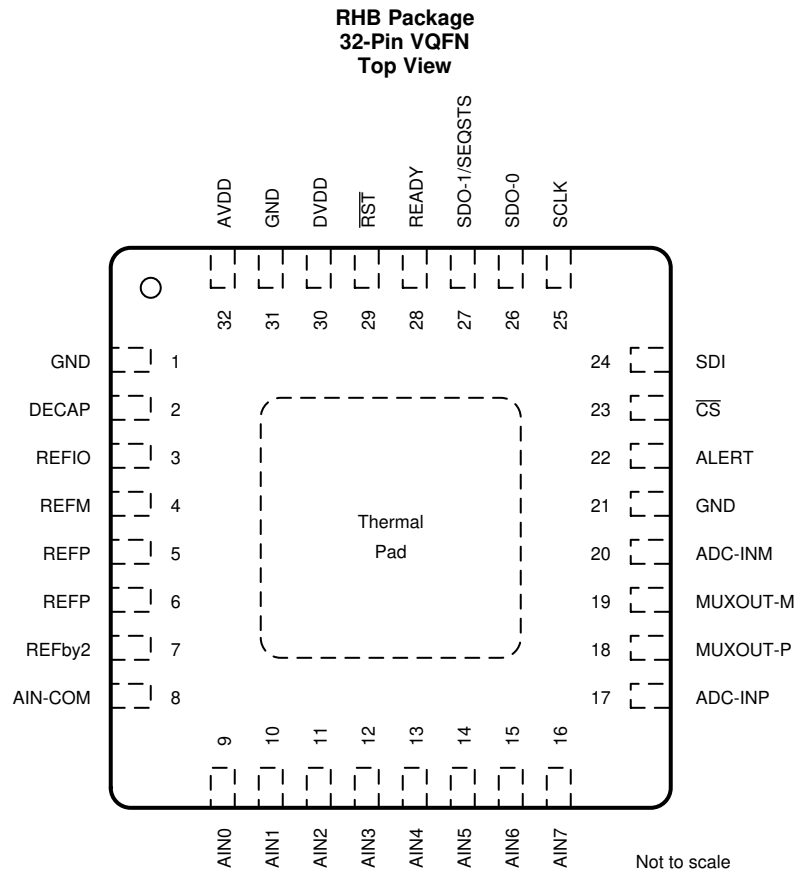 RHB Package
32-Pin VQFN
Top View
AVDD
GND
DVDD
R̅S̅T̅
READY
SDO-1/SEQSTS
SDO-0
SCLK
32
31
30
29
28
27
26
25
GND 1
DECAP 2
REFIO 3
REFM 4
REFP 5
REFP 6
REFby2 7
AIN-COM 8
24 SDI
23 C̅S̅
22 ALERT
21 GND
20 ADC-INM
19 MUXOUT-M
18 MUXOUT-P
17 ADC-INP
Thermal
Pad
9
10
11
12
13
14
15
16
AIN0
AIN1
AIN2
AIN3
AIN4
AIN5
AIN6
AIN7
Not to scale